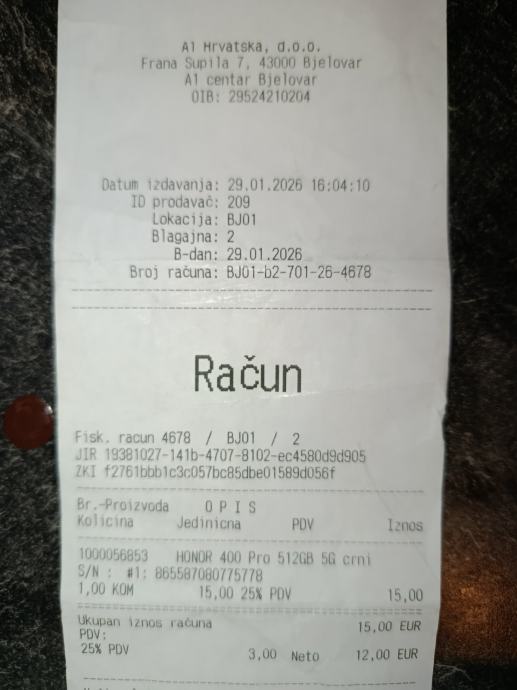 A1 Hrvatska, d.o.o.
Frana Supila 7, 43000 Bjelovar
A1 centar Bjelovar
OIB: 29524210204
Datum izdavanja: 29.01.2026 16:04:10
ID prodavač: 209
Lokacija: BJ01
Blagajna: 2
B-dan: 29.01.2026
Broj računa: BJ01-b2-701-26-4678
Račun
Fisk. racun 4678 / BJ01 / 2
JIR 19381027-141b-4707-8102-ec4580d9d905
ZKI f2761bbb1c3c057bc85dbe01589d056f
Br.-Proizvoda O P I S
Kolicina Jedinicna PDV Iznos
1000056853 HONOR 400 Pro 512GB 5G crni
S/N : #1: 865587080775778
1,00 KOM 15,00 25% PDV 15,00
Ukupan iznos računa 15,00 EUR
PDV:
25% PDV 3,00 Neto 12,00 EUR